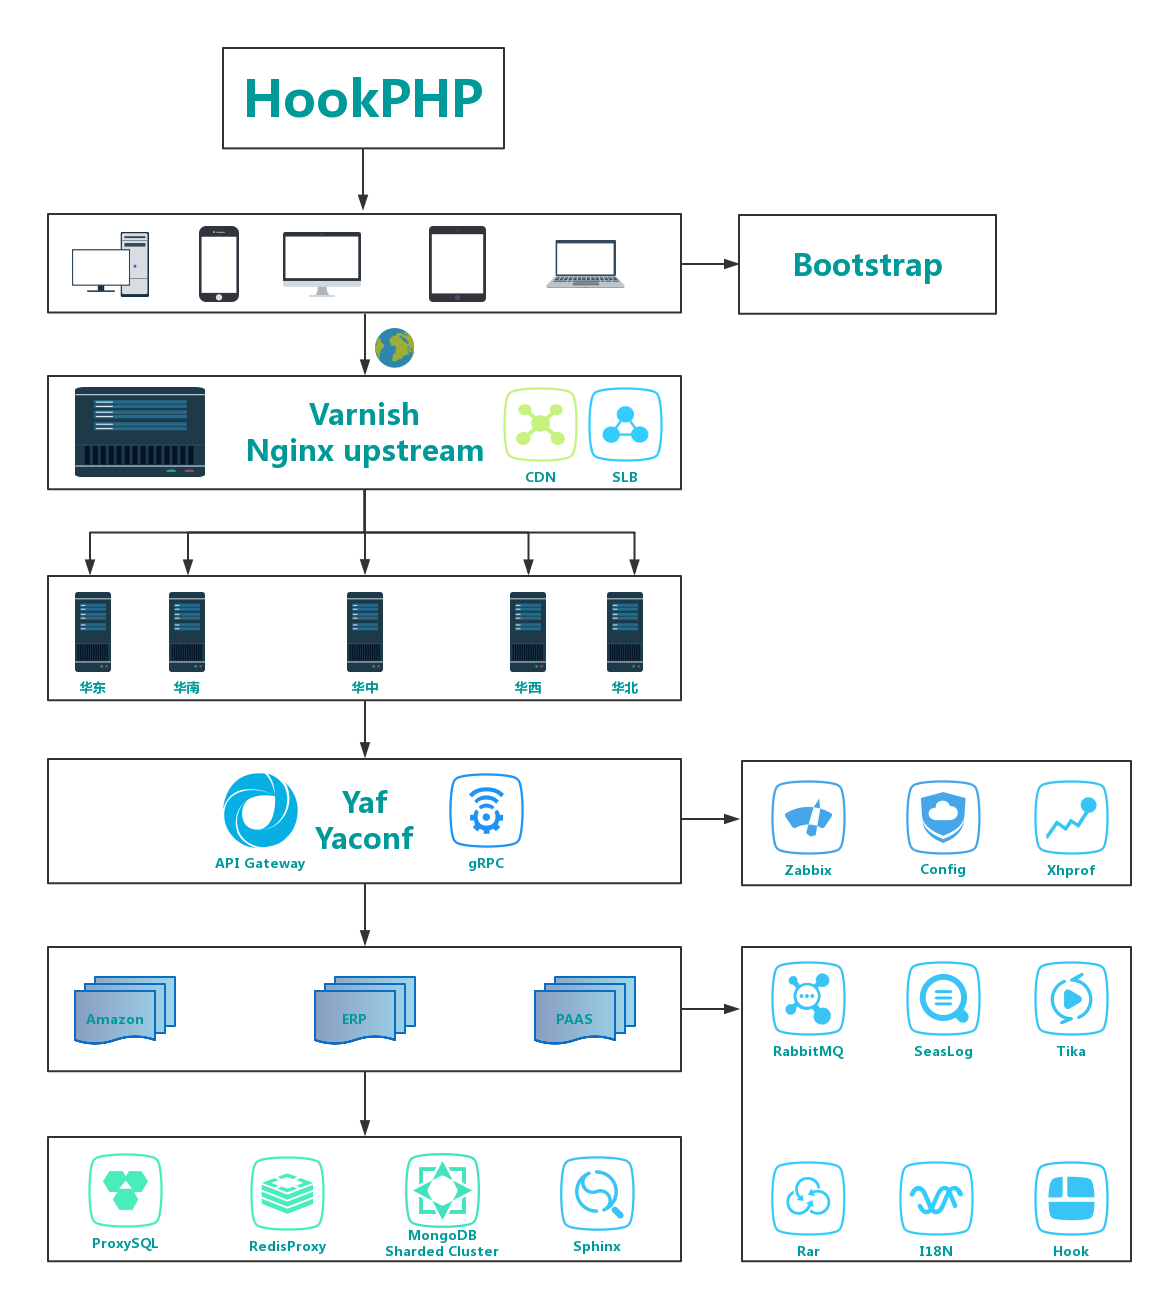 HookPHP
Bootstrap
Varnish
Nginx upstream
CDN
SLB
华东
华南
华中
华西
华北
Yaf
Yaconf
API Gateway
gRPC
Zabbix
Config
Xhprof
Amazon
ERP
PAAS
RabbitMQ
SeasLog
Tika
Rar
I18N
Hook
ProxySQL
RedisProxy
MongoDB
Sharded Cluster
Sphinx